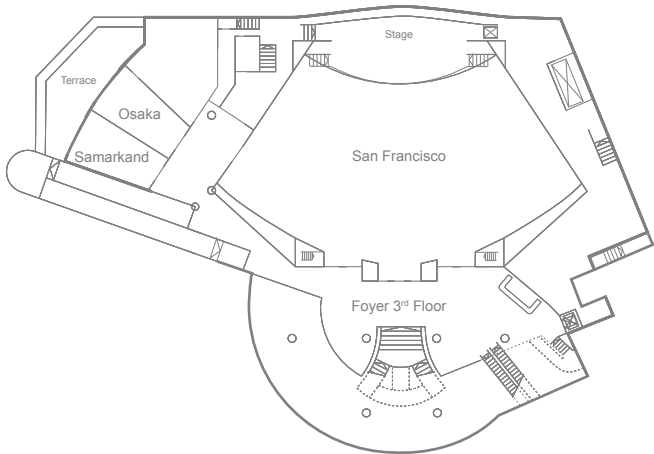 Stage
Terrace
Osaka
Samarkand
San Francisco
Foyer 3rd Floor